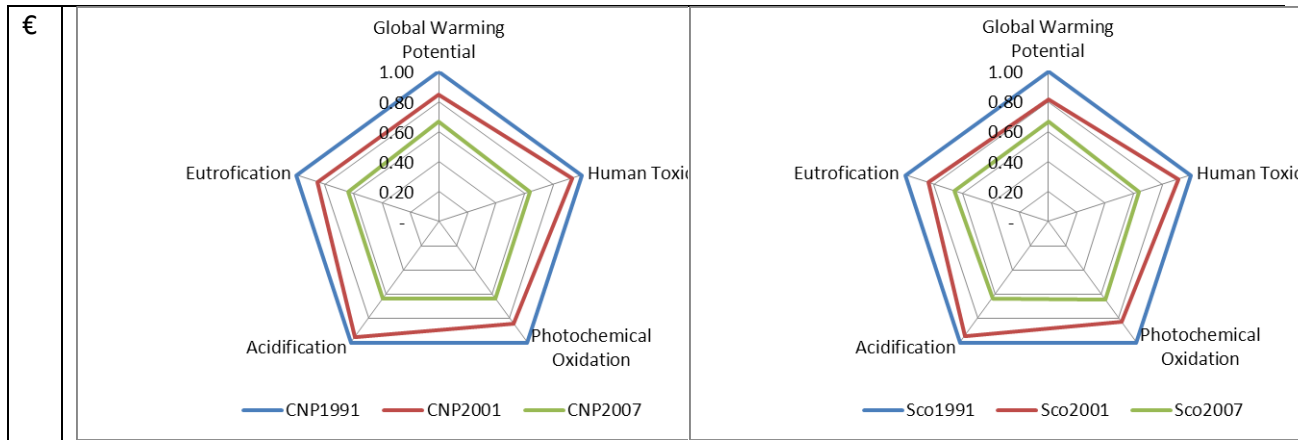 €
Global Warming
Potential
1.00
0.80
0.60
0.40
0.20
-
Eutrofication
Human Toxic
Acidification
Photochemical
Oxidation
CNP1991 CNP2001 CNP2007
Global Warming
Potential
1.00
0.80
0.60
0.40
0.20
-
Eutrofication
Human Toxi
Acidification
Photochemical
Oxidation
Sco1991 Sco2001 Sco2007